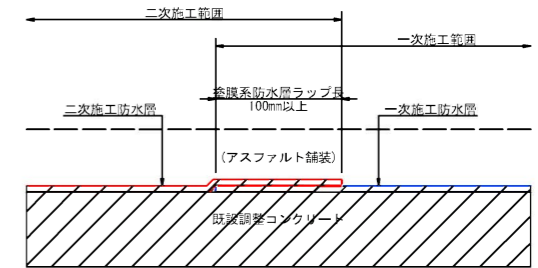 二次施工範囲
一次施工範囲
塗膜系防水層ラップ長
100mm以上
二次施工防水層
一次施工防水層
(アスファルト舗装)
既設調整コンクリート